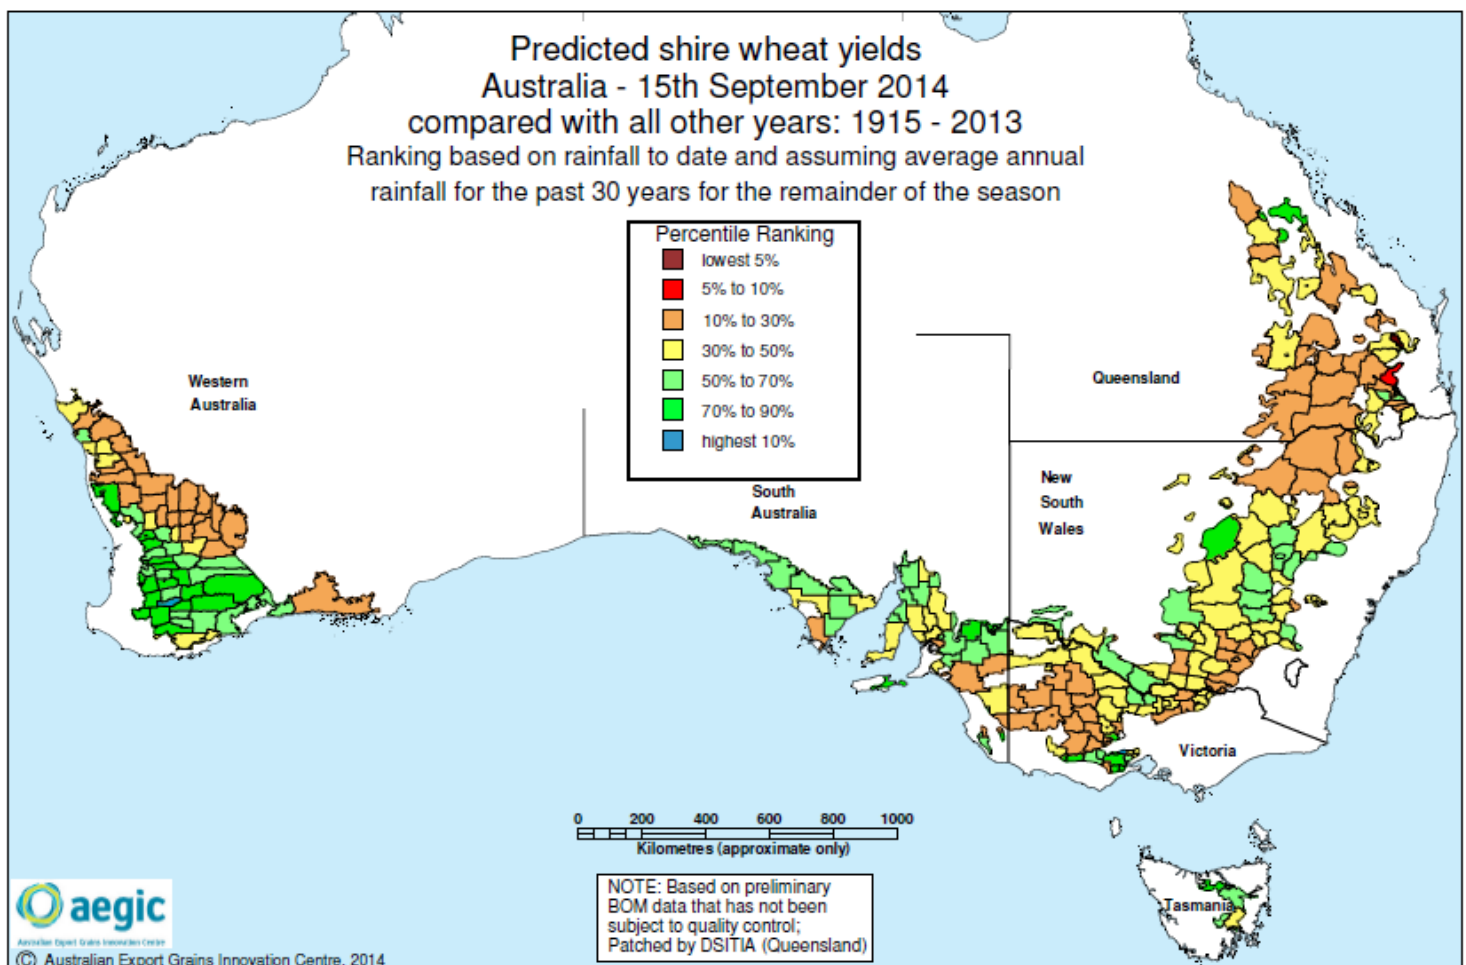 Predicted shire wheat yields
Australia - 15th September 2014
compared with all other years: 1915 - 2013
Ranking based on rainfall to date and assuming average annual
rainfall for the past 30 years for the remainder of the season
Percentile Ranking
lowest 5%
5% to 10%
10% to 30%
30% to 50%
50% to 70%
70% to 90%
highest 10%
Western
Australia
Queensland
South
Australia
New
South
Wales
Victoria
Tasmania
0 200 400 600 800 1000
Kilometres (approximate only)
NOTE: Based on preliminary
BOM data that has not been
subject to quality control;
Patched by DSITIA (Queensland)
aegic
Australian Export Grains Innovation Centre
© Australian Export Grains Innovation Centre, 2014